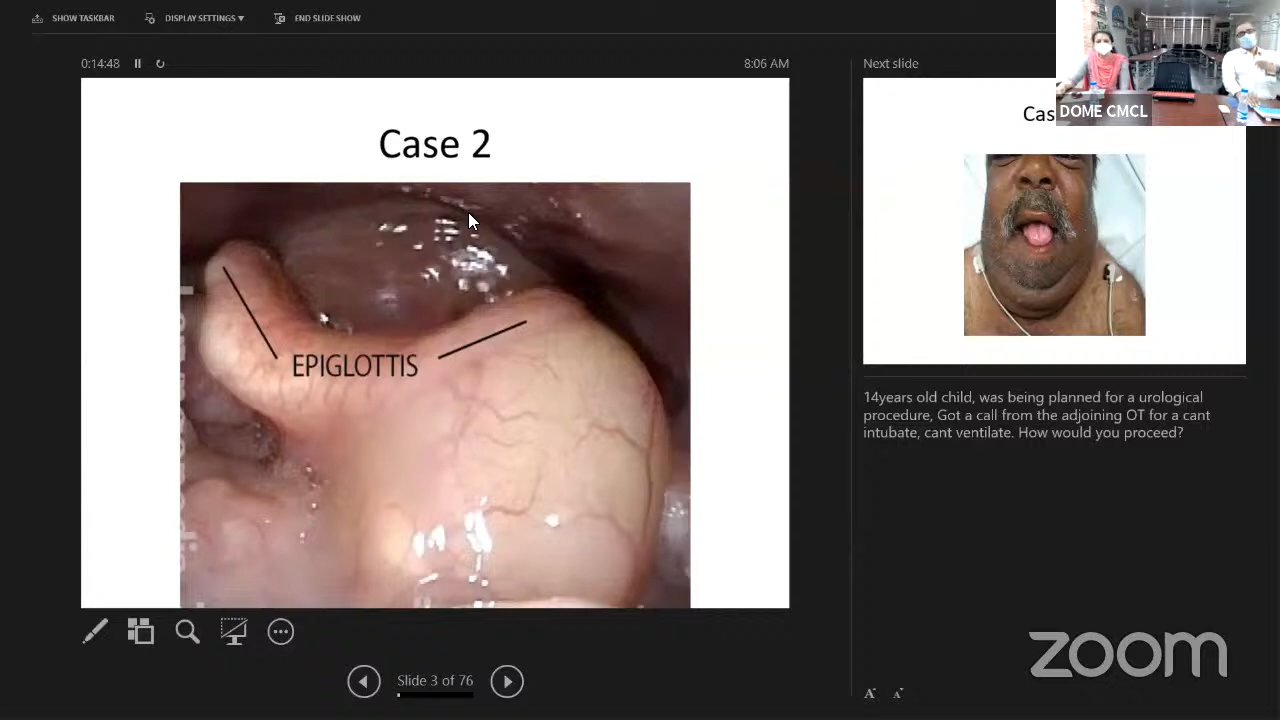 SHOW TASKBAR
DISPLAY SETTINGS
END SLIDE SHOW
0:14:48
8:06 AM
Next slide
DOME CMCL
Case 2
EPIGLOTTIS
14years old child, was being planned for a urological
procedure, Got a call from the adjoining OT for a cant
intubate, cant ventilate. How would you proceed?
Slide 3 of 76
A A
zoom